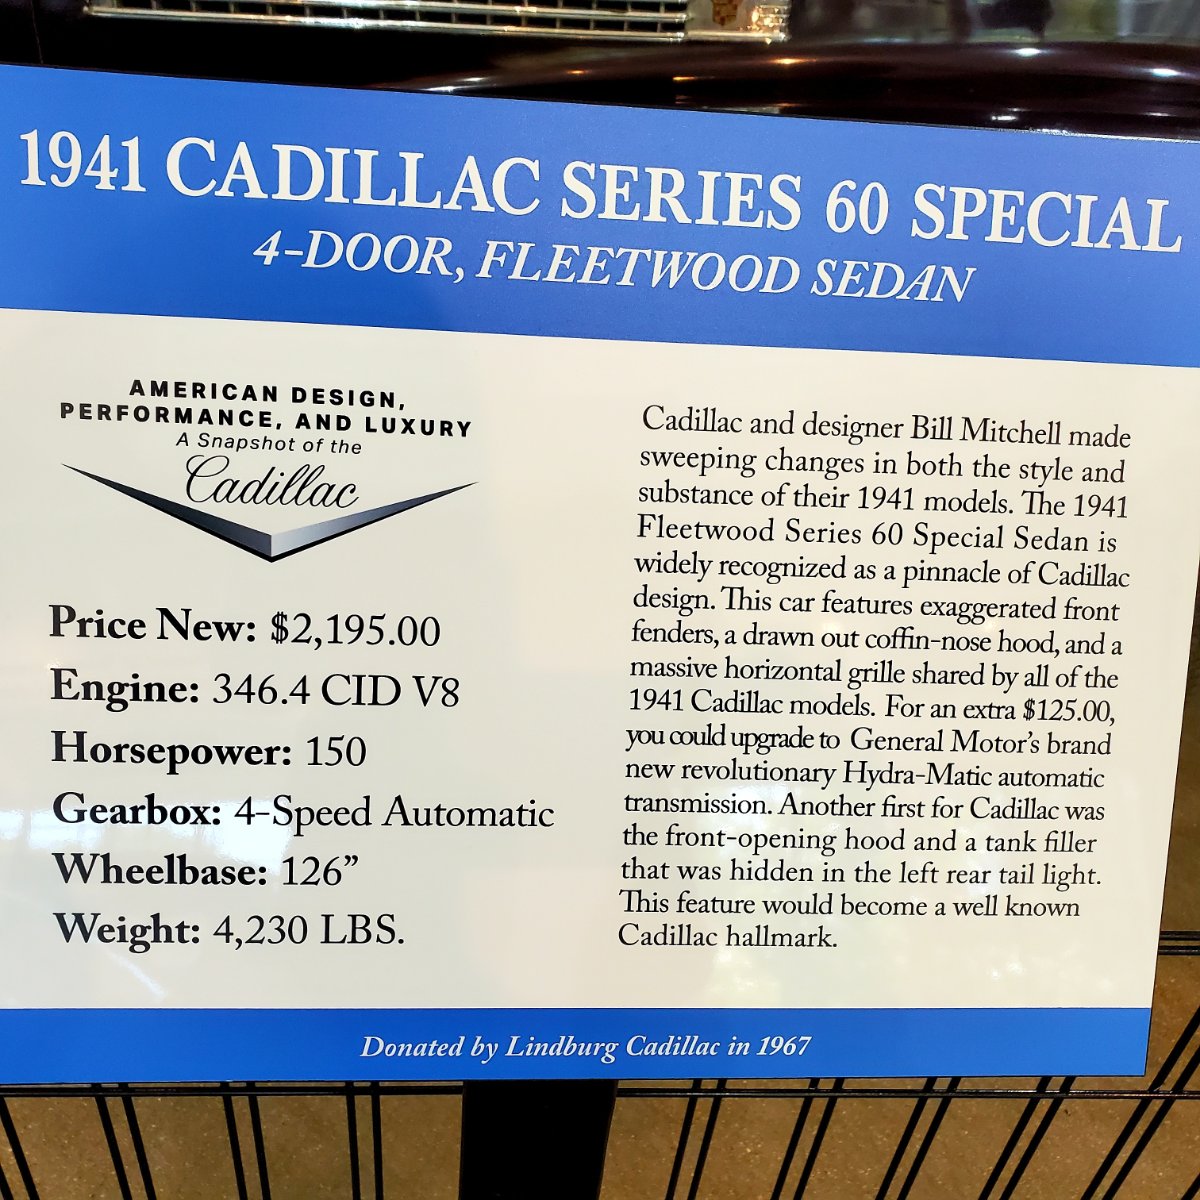 1941 CADILLAC SERIES 60 SPECIAL
4-DOOR, FLEETWOOD SEDAN
AMERICAN DESIGN,
PERFORMANCE, AND LUXURY
A Snapshot of the
Cadillac
Price New: $2,195.00
Engine: 346.4 CID V8
Horsepower: 150
Gearbox: 4-Speed Automatic
Wheelbase: 126”
Weight: 4,230 LBS.
Cadillac and designer Bill Mitchell made
sweeping changes in both the style and
substance of their 1941 models. The 1941
Fleetwood Series 60 Special Sedan is
widely recognized as a pinnacle of Cadillac
design. This car features exaggerated front
fenders, a drawn out coffin-nose hood, and a
massive horizontal grille shared by all of the
1941 Cadillac models. For an extra $125.00,
you could upgrade to General Motor’s brand
new revolutionary Hydra-Matic automatic
transmission. Another first for Cadillac was
the front-opening hood and a tank filler
that was hidden in the left rear tail light.
This feature would become a well known
Cadillac hallmark.
Donated by Lindburg Cadillac in 1967